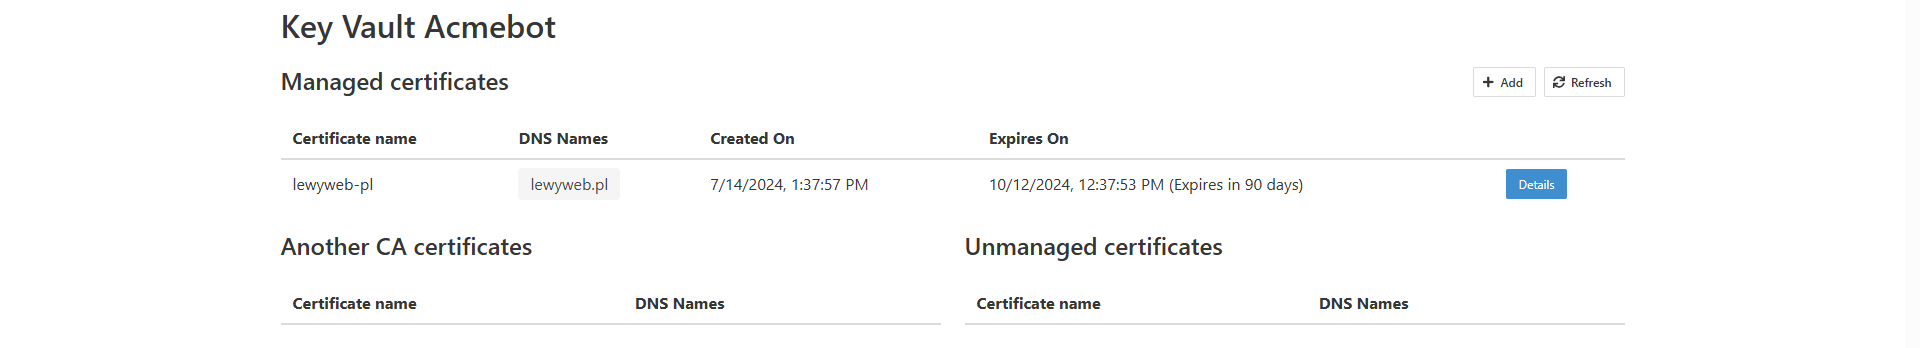 Key Vault Acmebot
Managed certificates
Add Refresh
Certificate name DNS Names Created On Expires On
lewyweb-pl lewyweb.pl 7/14/2024, 1:37:57 PM 10/12/2024, 12:37:53 PM (Expires in 90 days) Details
Another CA certificates
Certificate name DNS Names
Unmanaged certificates
Certificate name DNS Names